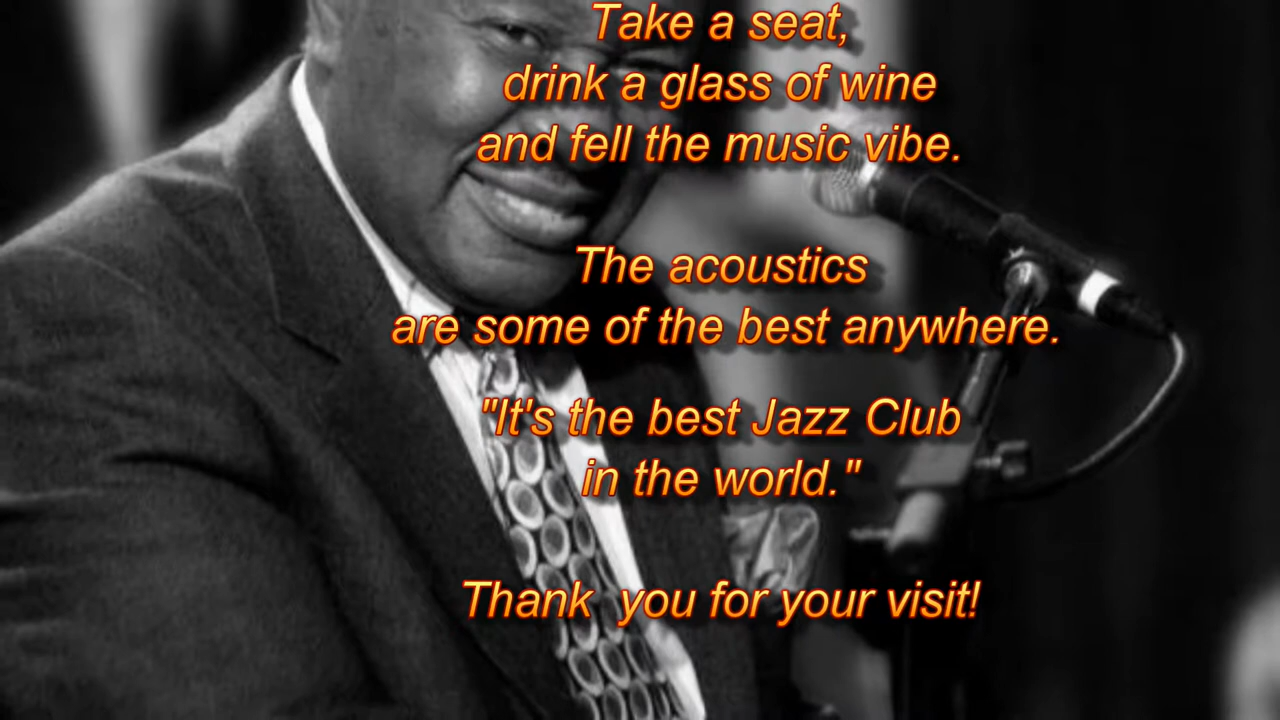 Take a seat,
drink a glass of wine
and fell the music vibe.
The acoustics
are some of the best anywhere.
"It's the best Jazz Club
in the world."
Thank you for your visit!